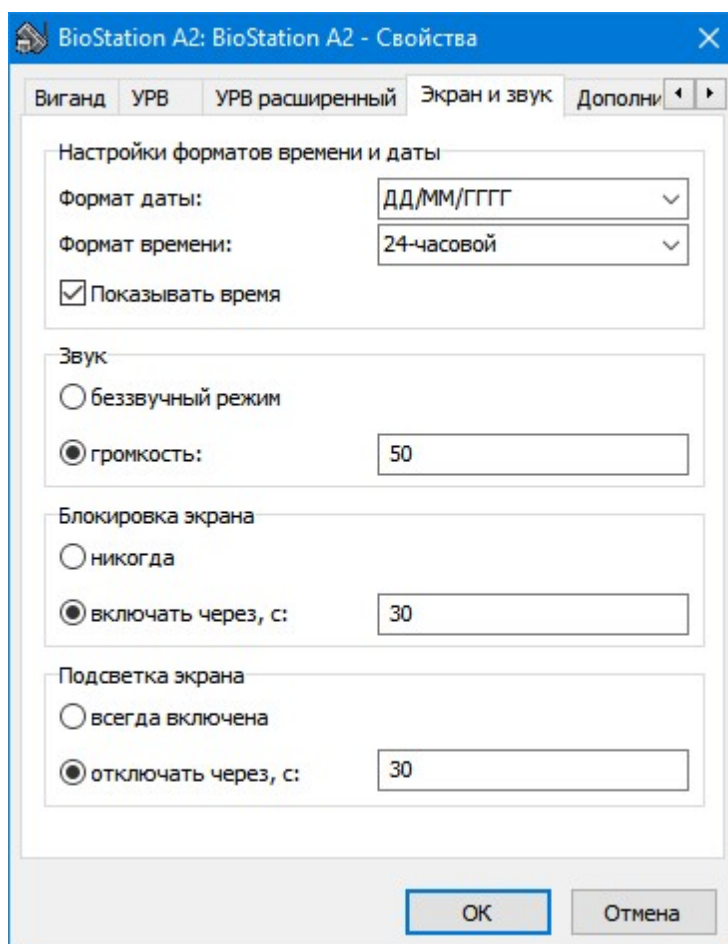 BioStation A2: BioStation A2 - Свойства
Виганд УРВ УРВ расширенный Экран и звук Дополни
Настройки форматов времени и даты
Формат даты: ДД/ММ/ГГГГ
Формат времени: 24-часовой
Показывать время
Звук
беззвучный режим
громкость: 50
Блокировка экрана
никогда
включать через, с: 30
Подсветка экрана
всегда включена
отключать через, с: 30
ОК Отмена